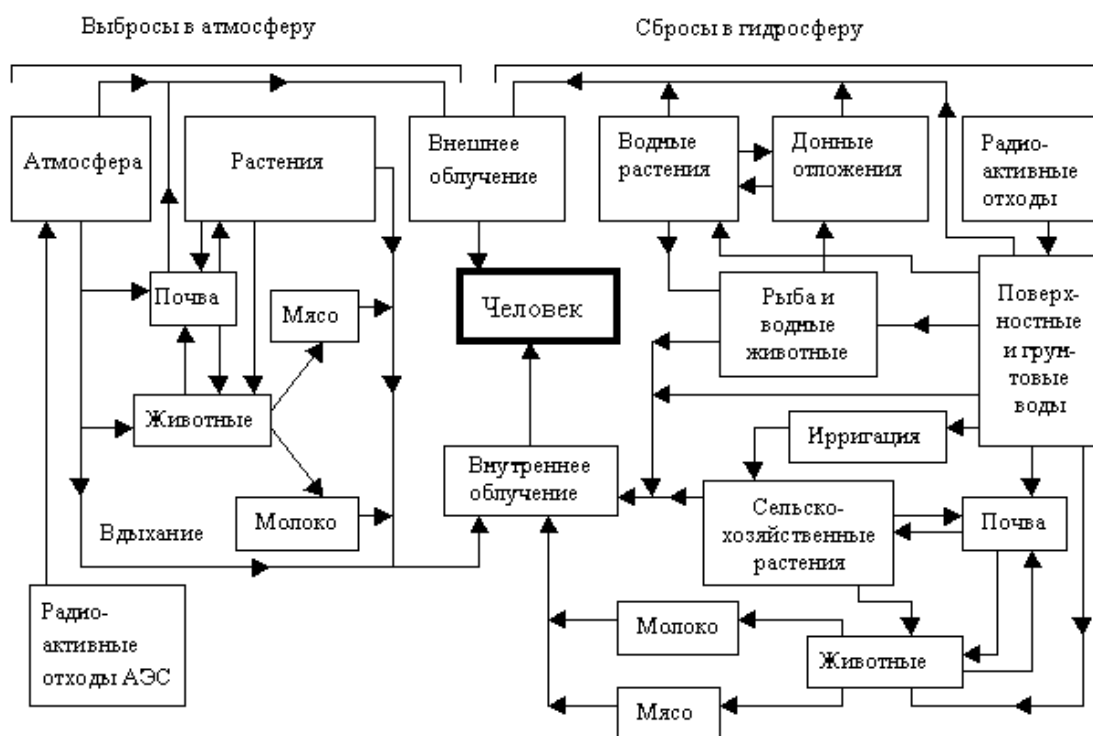 Выбросы в атмосферу
Сбросы в гидросферу
Атмосфера
Растения
Внешнее
облучение
Водные
растения
Донные
отложения
Радио-
активные
отходы
Почва
Мясо
Человек
Рыба и
водные
животные
Поверх-
ностные
и грун-
товые
воды
Животные
Ирригация
Внутреннее
облучение
Молоко
Вдыхание
Сельско-
хозяйственные
растения
Почва
Радио-
активные
отходы АЭС
Молоко
Животные
Мясо